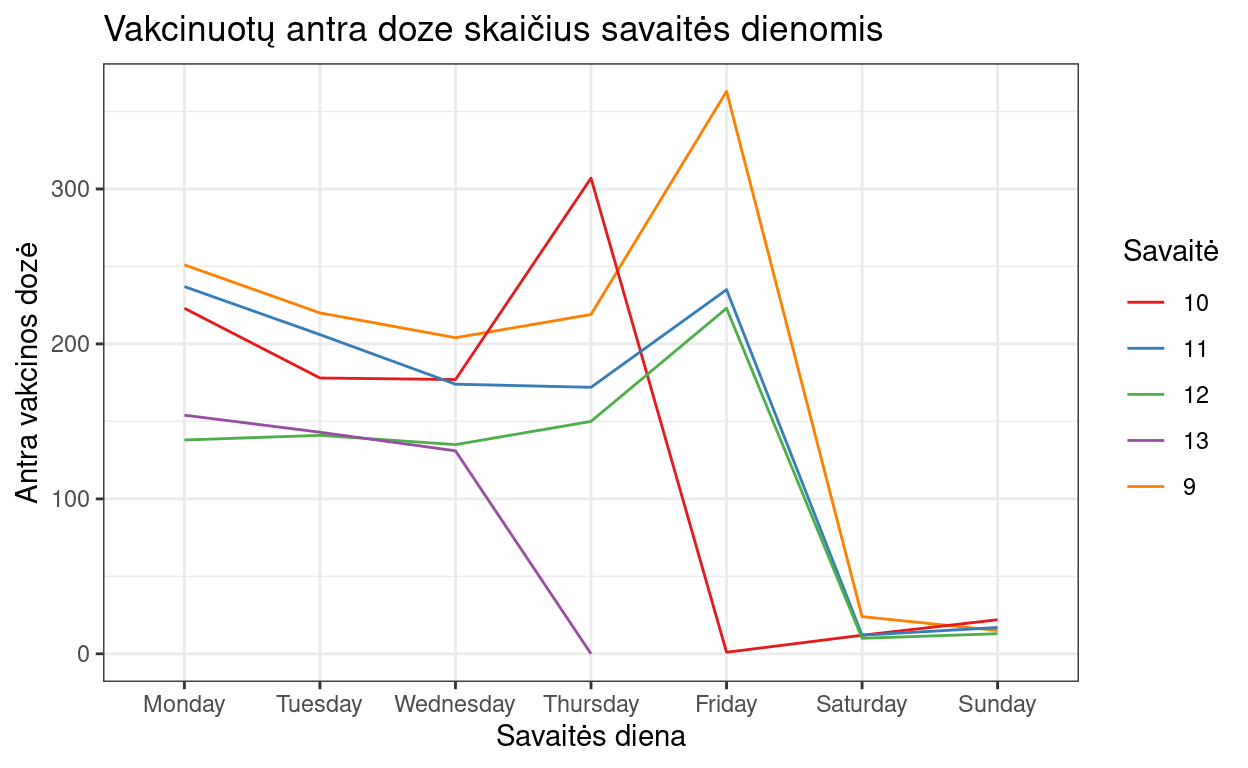 Vakcinuotų antra doze skaičius savaitės dienomis
Antra vakcinos dozė
300
200
100
0
Monday Tuesday Wednesday Thursday Friday Saturday Sunday
Savaitės diena
Savaitė
10
11
12
13
9